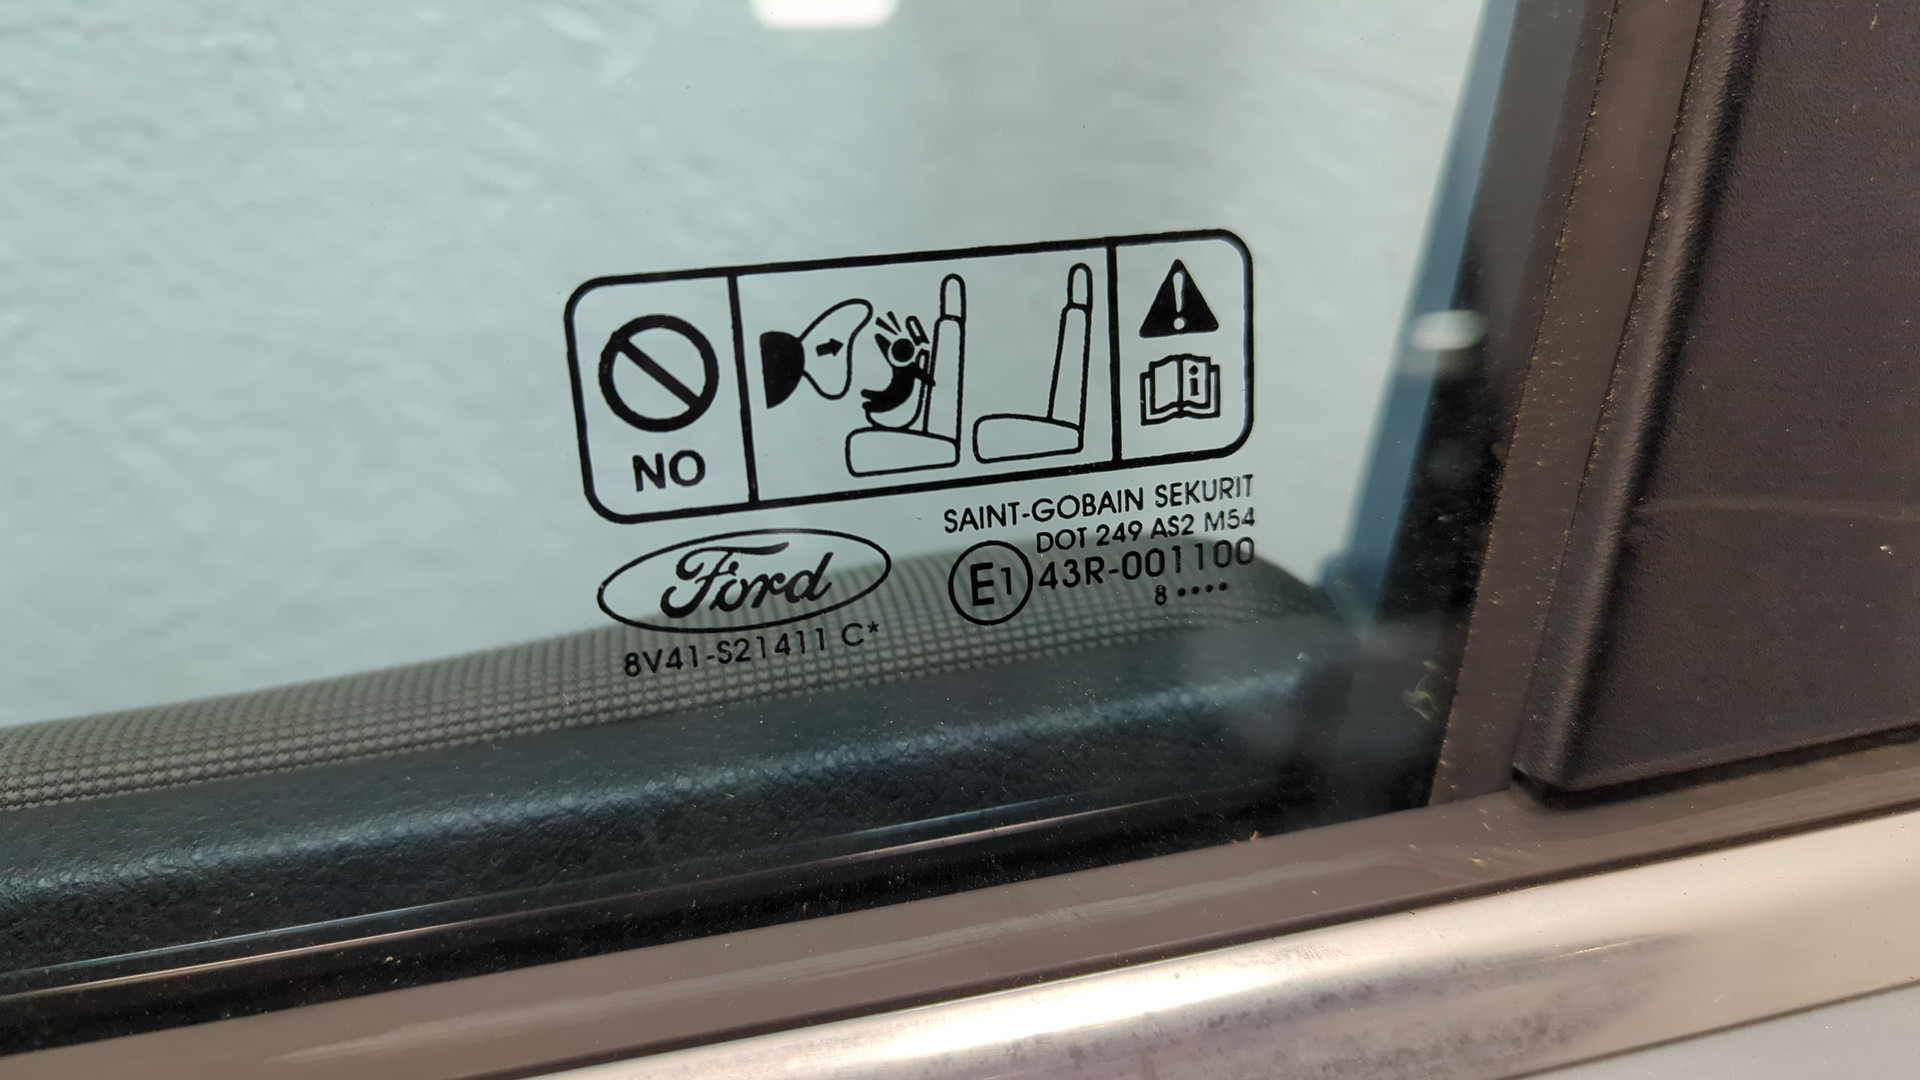 NO
SAINT-GOBAIN SEKURIT
DOT 249 AS2 M54
Ford
E1 43R-001100
8 ••••
8V41-S21411 C*